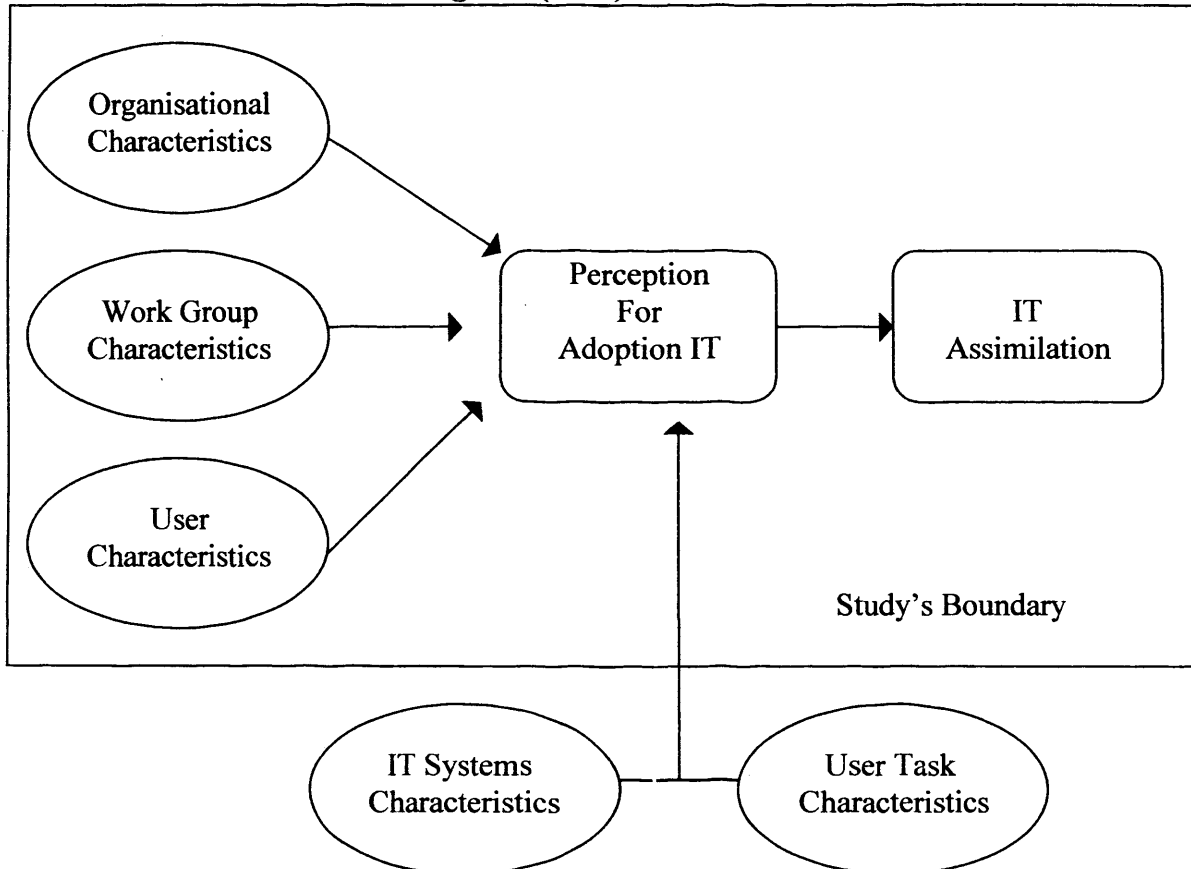 Organisational
Characteristics
Work Group
Characteristics
User
Characteristics
Perception
For
Adoption IT
IT
Assimilation
Study's Boundary
IT Systems
Characteristics
User Task
Characteristics